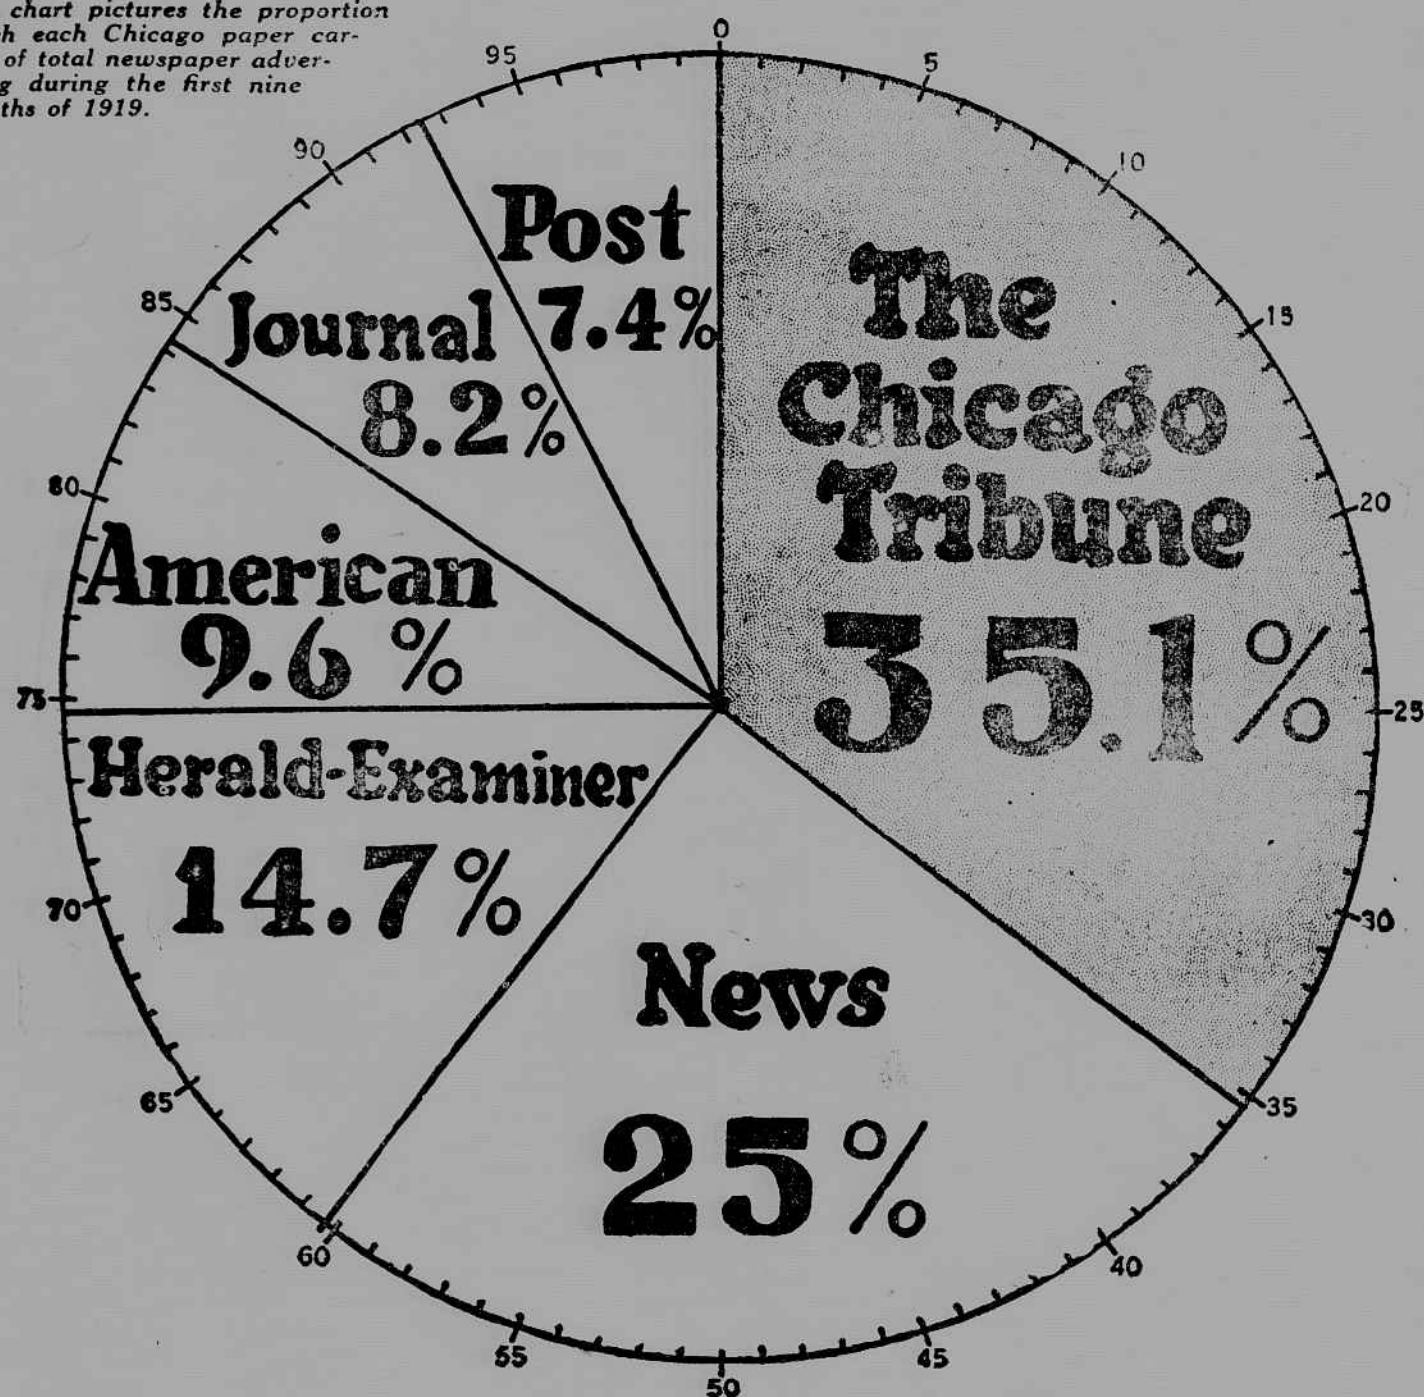 chart pictures the proportion
h each Chicago paper car-
of total newspaper adver-
g during the first nine
ths of 1919.
0
5
10
15
20
25
30
35
40
45
50
55
60
65
70
75
80
85
90
95
The
Chicago
Tribune
35.1%
News
25%
Herald-Examiner
14.7%
American
9.6%
Journal
8.2%
Post
7.4%